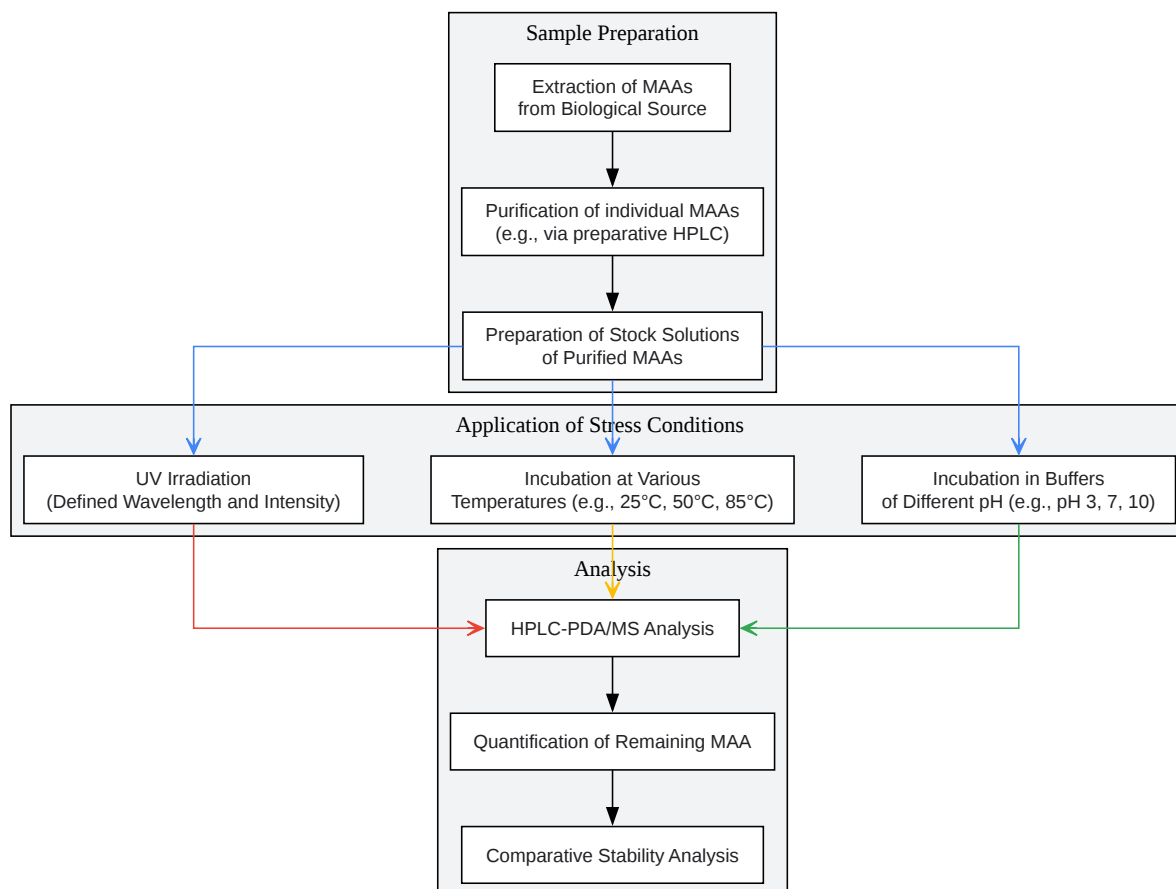 Sample Preparation
Extraction of MAAs
from Biological Source
Purification of individual MAAs
(e.g., via preparative HPLC)
Preparation of Stock Solutions
of Purified MAAs
Application of Stress Conditions
UV Irradiation
(Defined Wavelength and Intensity)
Incubation at Various
Temperatures (e.g., 25°C, 50°C, 85°C)
Incubation in Buffers
of Different pH (e.g., pH 3, 7, 10)
Analysis
HPLC-PDA/MS Analysis
Quantification of Remaining MAA
Comparative Stability Analysis